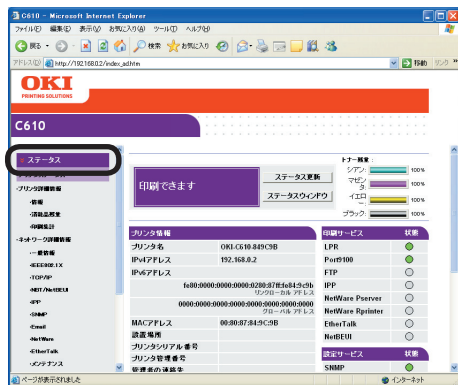 C610 - Microsoft Internet Explorer
ファイル(F) 編集(E) 表示(V) お気に入り(A) ツール(T) ヘルプ(H)
戻る 検索 お気に入り
アドレス(D) http://192.168.0.2/index_ad.htm 移動 リンク »
OKI
PRINTING SOLUTIONS
C610
ステータス
プリンタ詳細情報
情報
消耗品残量
印刷集計
ネットワーク詳細情報
一般情報
IEEE802.1X
TCP/IP
NBT/NetBEUI
IPP
SNMP
Email
NetWare
EtherTalk
メンテナンス
印刷できます
ステータス更新
ステータスウィンドウ
トナー残量:
シアン: 100%
マゼンタ: 100%
イエロー: 100%
ブラック: 100%
プリンタ情報
プリンタ名 OKI-C610-849C9B
IPv4アドレス 192.168.0.2
IPv6アドレス
fe80:0000:0000:0000:0280:87ff:fe84:9c9b
リンクローカル アドレス
0000:0000:0000:0000:0000:0000:0000:0000
グローバル アドレス
MACアドレス 00:80:87:84:9C:9B
設置場所
プリンタシリアル番号
プリンタ管理番号
管理者の連絡先
印刷サービス 状態
LPR
Port9100
FTP
IPP
NetWare Pserver
NetWare Rprinter
EtherTalk
NetBEUI
設定サービス 状態
SNMP
ページが表示されました
インターネット